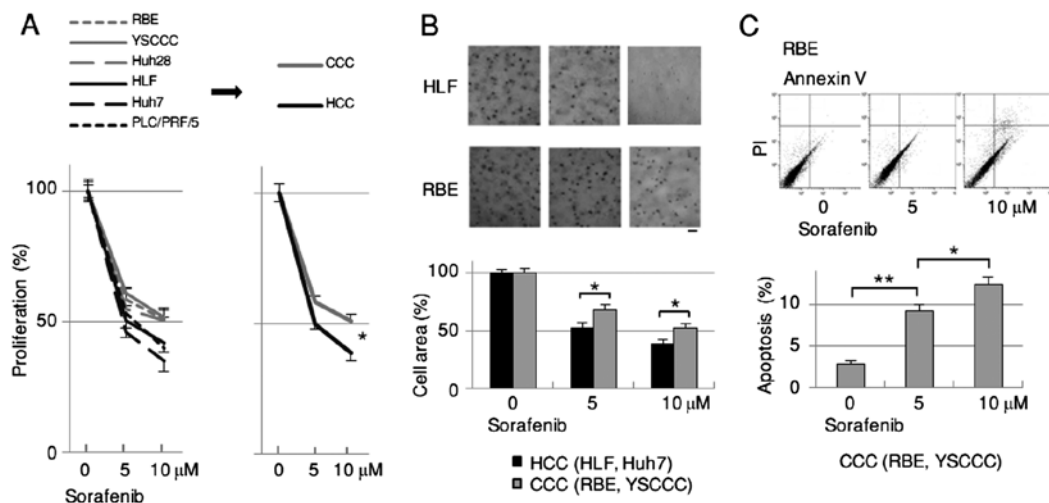 A
RBE
YSCCC
Huh28
HLF
Huh7
PLC/PRF/5
CCC
HCC
Proliferation (%)
100
50
0
0 5 10 μM
Sorafenib
0 5 10 μM
*
B
HLF
RBE
Cell area (%)
100
50
0
* *
0 5 10 μM
Sorafenib
HCC (HLF, Huh7)
CCC (RBE, YSCCC)
C
RBE
Annexin V
PI
0 5 10 μM
Sorafenib
Apoptosis (%)
10
5
0
** *
0 5 10 μM
Sorafenib
CCC (RBE, YSCCC)